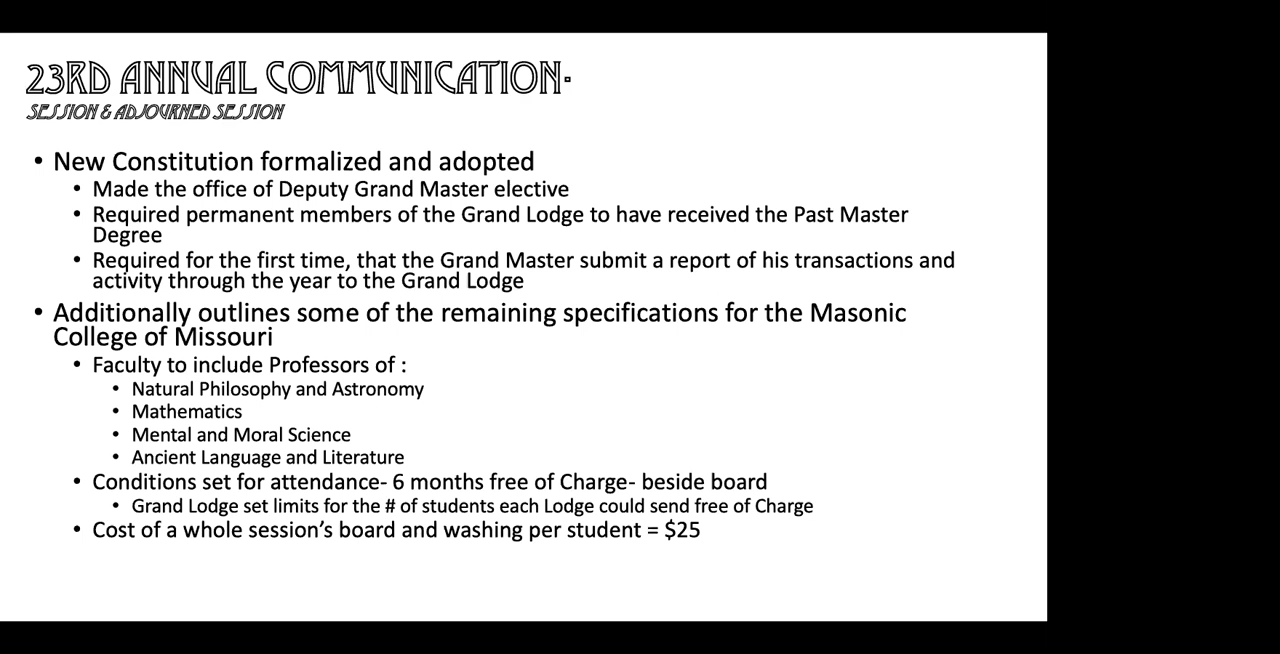 23RD ANNUAL COMMUNICATION-
SESSION & ADJOURNED SESSION
• New Constitution formalized and adopted
• Made the office of Deputy Grand Master elective
• Required permanent members of the Grand Lodge to have received the Past Master
Degree
• Required for the first time, that the Grand Master submit a report of his transactions and
activity through the year to the Grand Lodge
• Additionally outlines some of the remaining specifications for the Masonic
College of Missouri
• Faculty to include Professors of :
• Natural Philosophy and Astronomy
• Mathematics
• Mental and Moral Science
• Ancient Language and Literature
• Conditions set for attendance- 6 months free of Charge- beside board
• Grand Lodge set limits for the # of students each Lodge could send free of Charge
• Cost of a whole session’s board and washing per student = $25